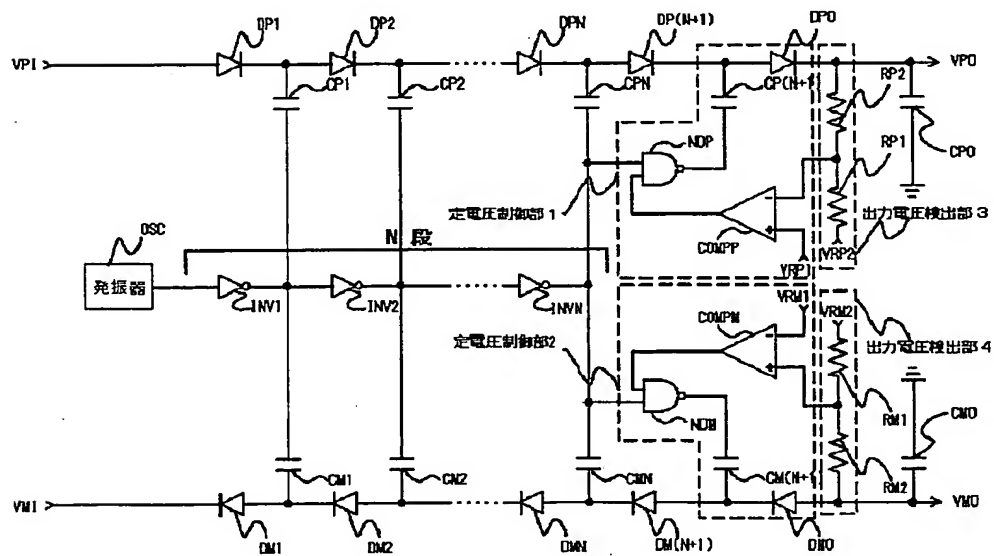 DP1 DP2 DPN DP(N+1) DPO
VPI VPO
CP1 CP2 CPN CP(N+1) RP2
NDP RP1 CPO
定電圧制御部1 出力電圧検出部3
COMPP VRP1 VRP2
OSC N段
発振器
INV1 INV2 INVN
VRM1 VRM2
COMPM
定電圧制御部2 出力電圧検出部4
NDM RM1 CMO
CM1 CM2 CMN CM(N+1) RM2
VMI VMO
DM1 DM2 DMN DM(N+1) DMO